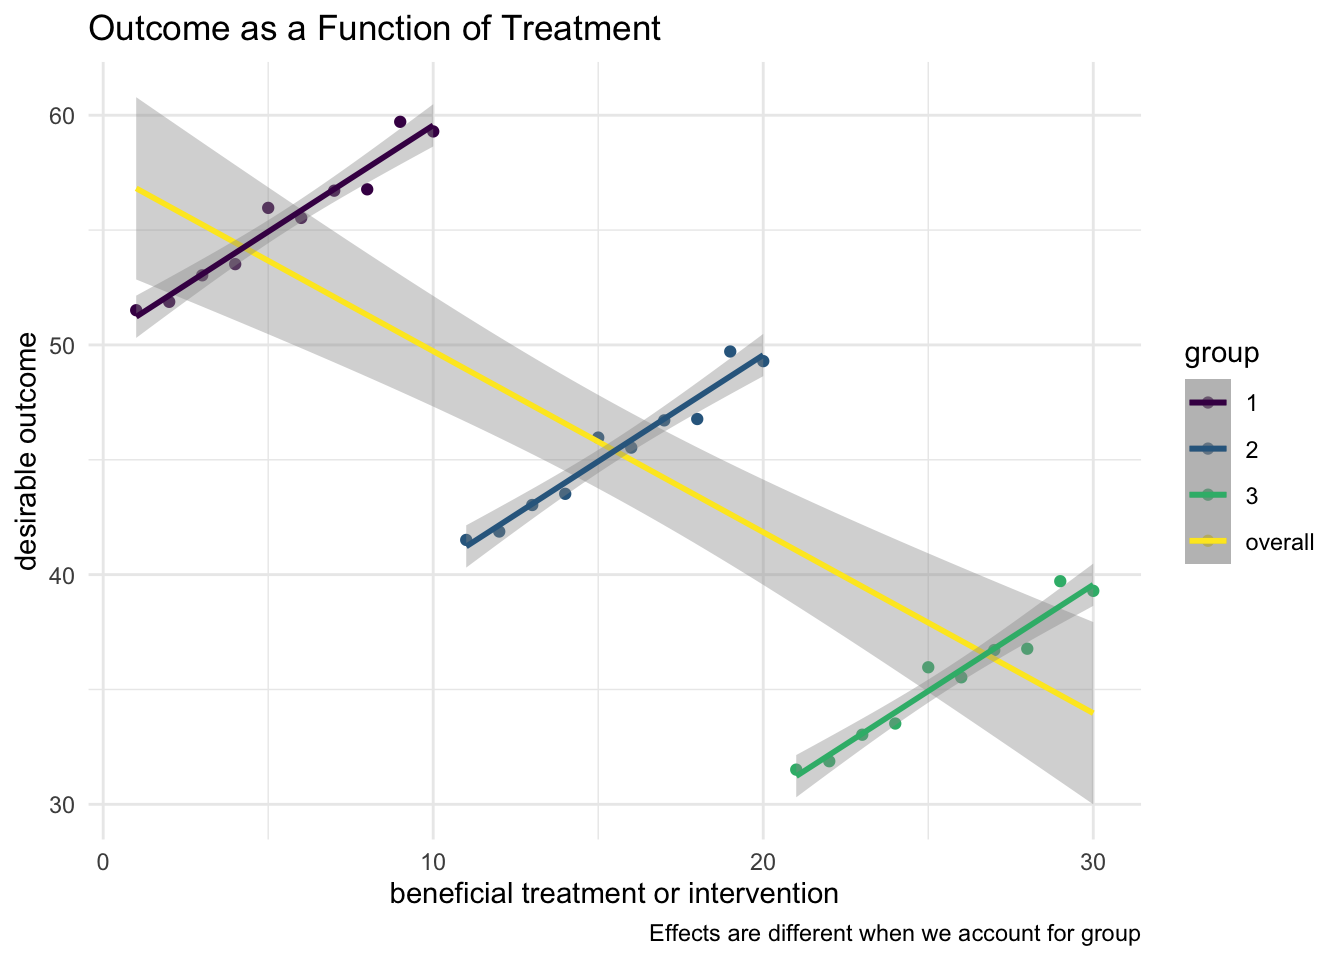 Outcome as a Function of Treatment
60
50
40
30
desirable outcome
0 10 20 30
beneficial treatment or intervention
Effects are different when we account for group
group
1
2
3
overall